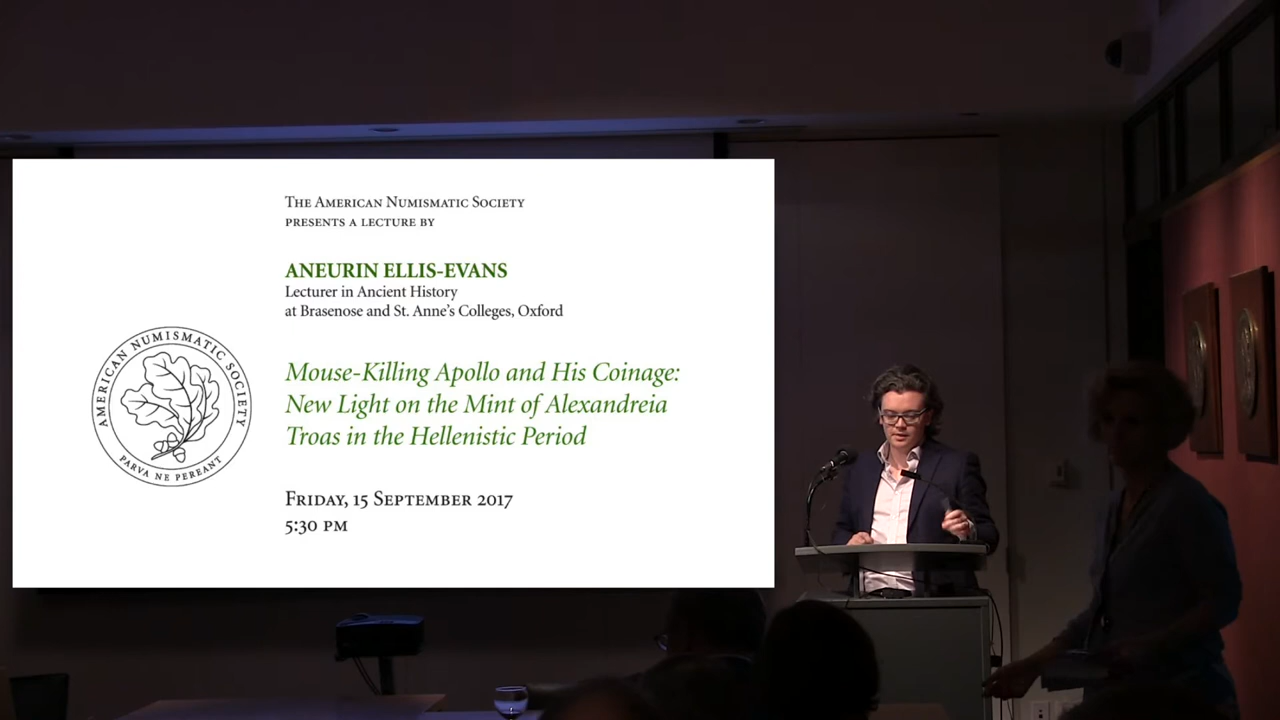 The American Numismatic Society
presents a lecture by
ANEURIN ELLIS-EVANS
Lecturer in Ancient History
at Brasenose and St. Anne's Colleges, Oxford
Mouse-Killing Apollo and His Coinage:
New Light on the Mint of Alexandreia
Troas in the Hellenistic Period
Friday, 15 September 2017
5:30 pm
AMERICAN NUMISMATIC SOCIETY
PARVA NE PEREANT